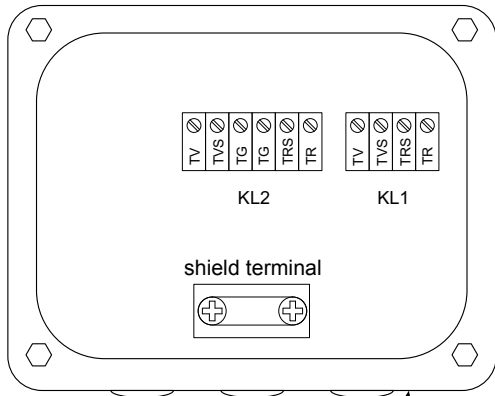 TV TVS TG TG TRS TR
TV TVS TRS TR
KL2
KL1
shield terminal